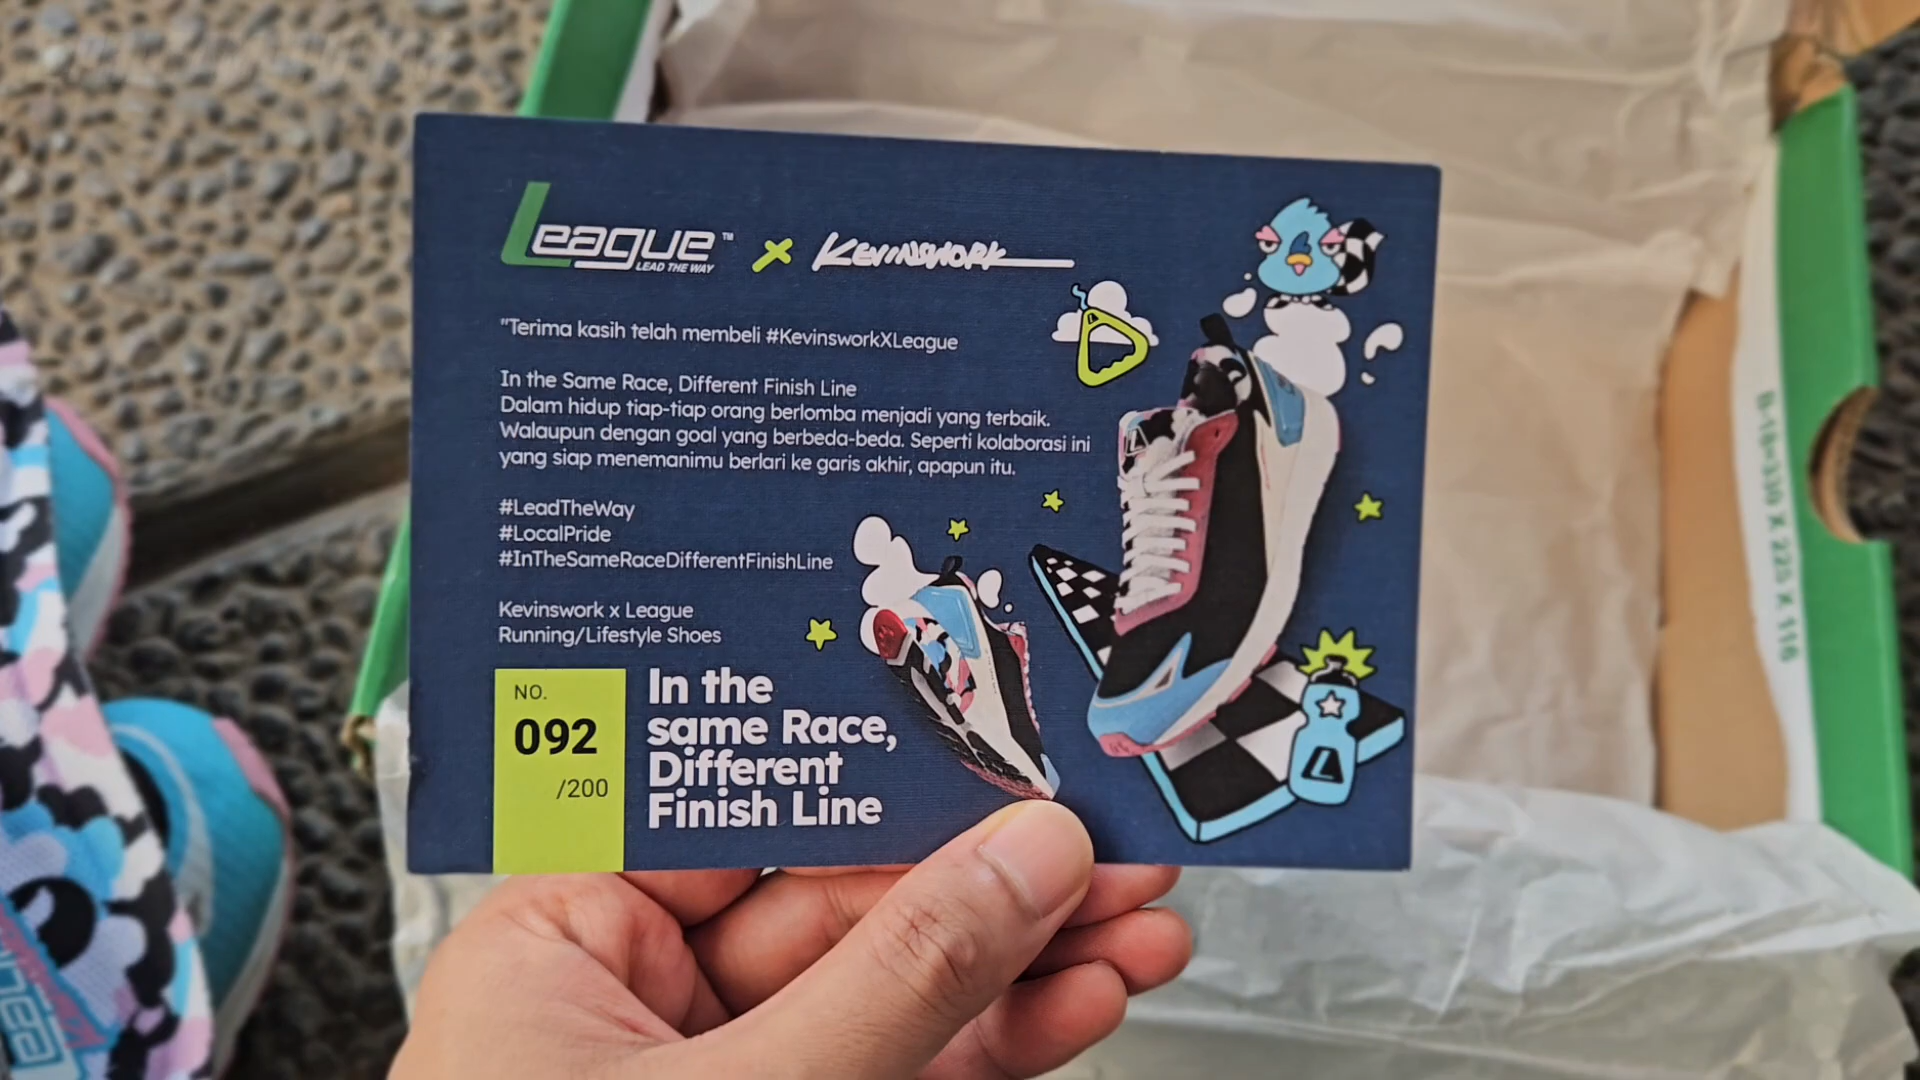 League™ x KEVINSWORK
LEAD THE WAY
"Terima kasih telah membeli #KevinsworkXLeague
In the Same Race, Different Finish Line
Dalam hidup tiap-tiap orang berlomba menjadi yang terbaik.
Walaupun dengan goal yang berbeda-beda. Seperti kolaborasi ini
yang siap menemanimu berlari ke garis akhir, apapun itu.
#LeadTheWay
#LocalPride
#InTheSameRaceDifferentFinishLine
Kevinswork x League
Running/Lifestyle Shoes
NO.
092
/200
In the
same Race,
Different
Finish Line
X 225 X 116